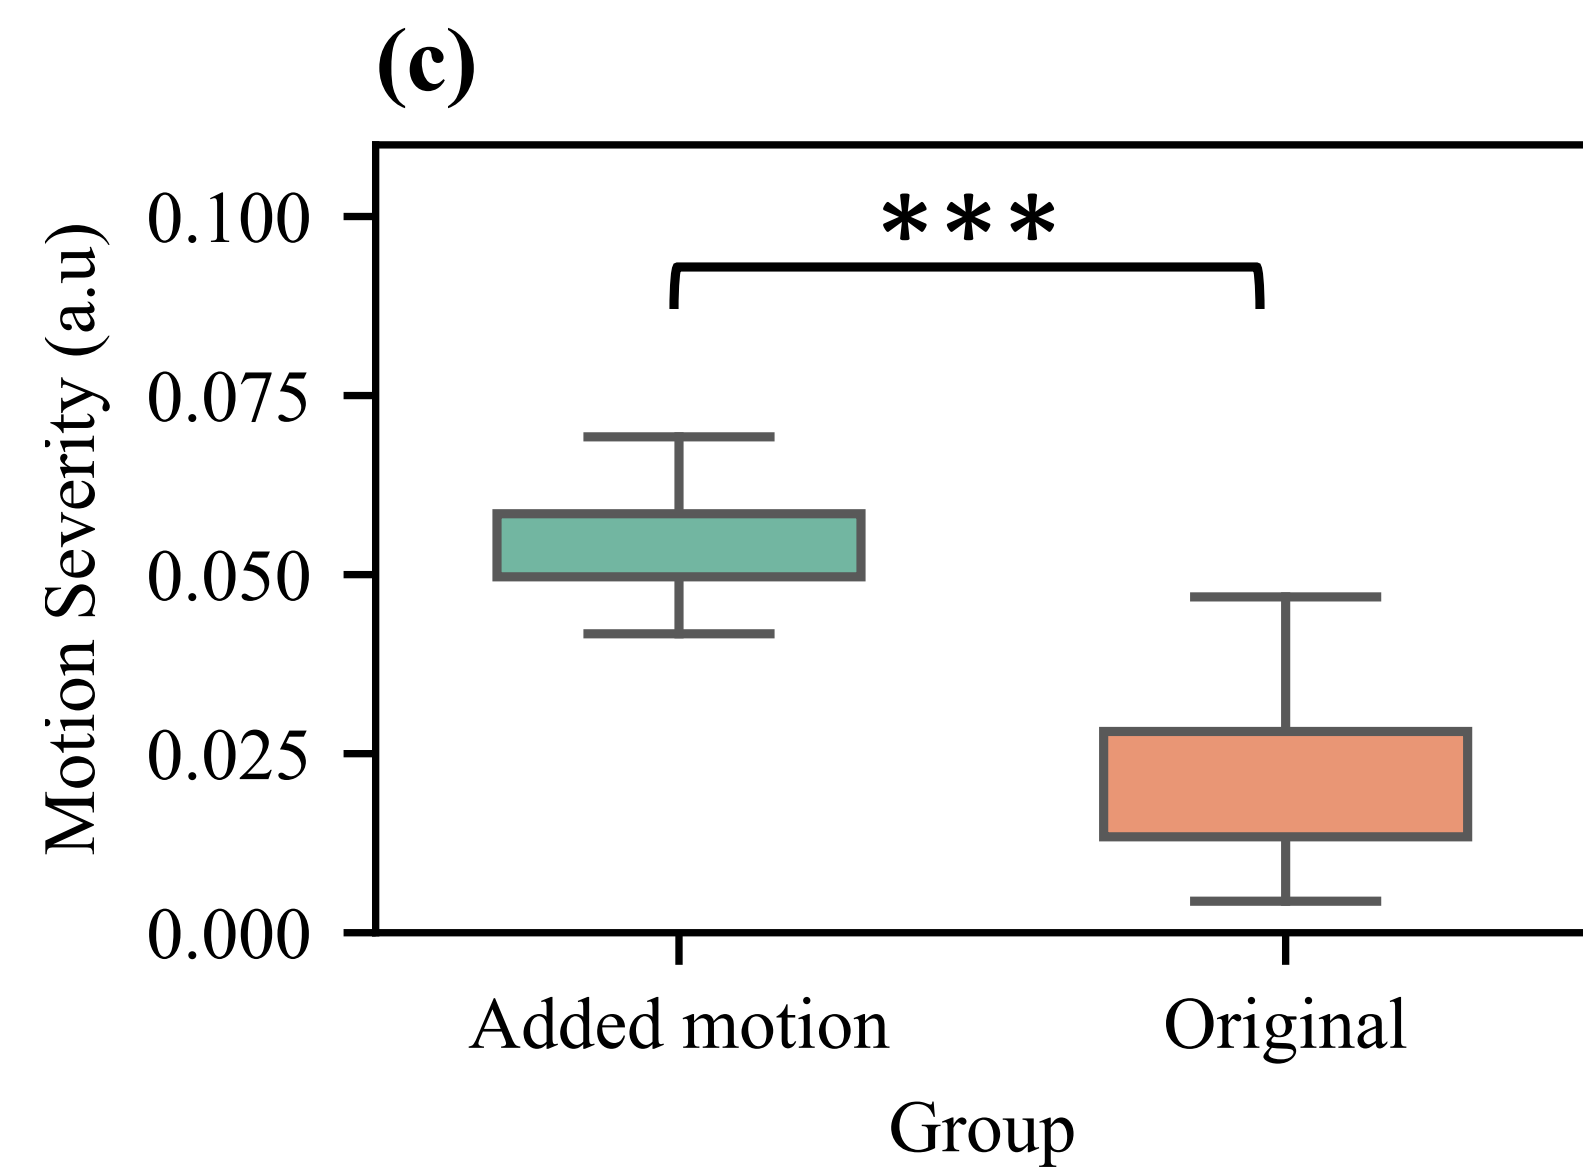 (c)
***
0.100
0.075
0.050
0.025
0.000
Motion Severity (a.u)
Added motion
Original
Group